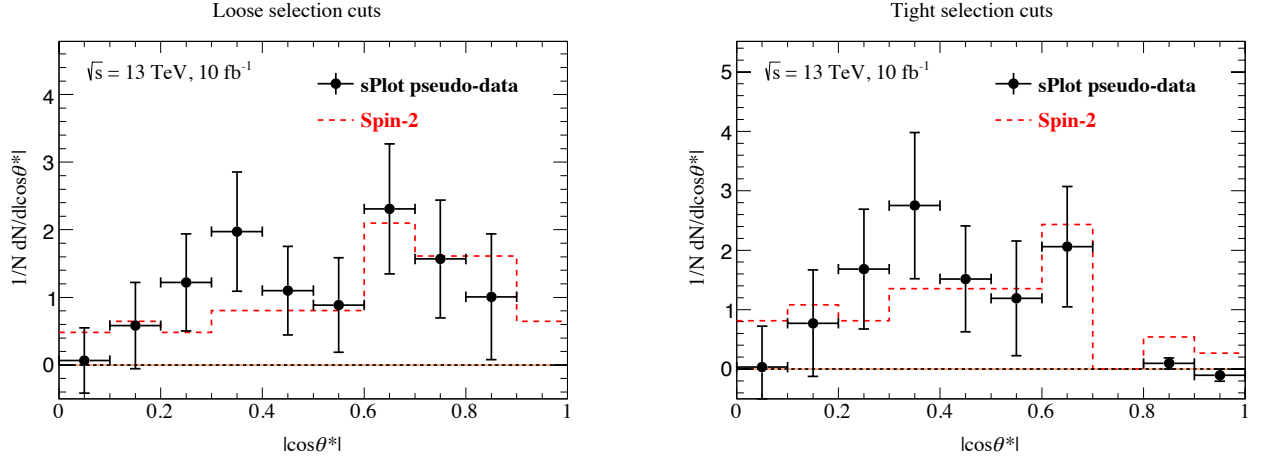 Loose selection cuts
√s = 13 TeV, 10 fb⁻¹
sPlot pseudo-data
Spin-2
1/N dN/d|cosθ*|
4
3
2
1
0
0 0.2 0.4 0.6 0.8 1
|cosθ*|
Tight selection cuts
√s = 13 TeV, 10 fb⁻¹
sPlot pseudo-data
Spin-2
1/N dN/d|cosθ*|
5
4
3
2
1
0
0 0.2 0.4 0.6 0.8 1
|cosθ*|